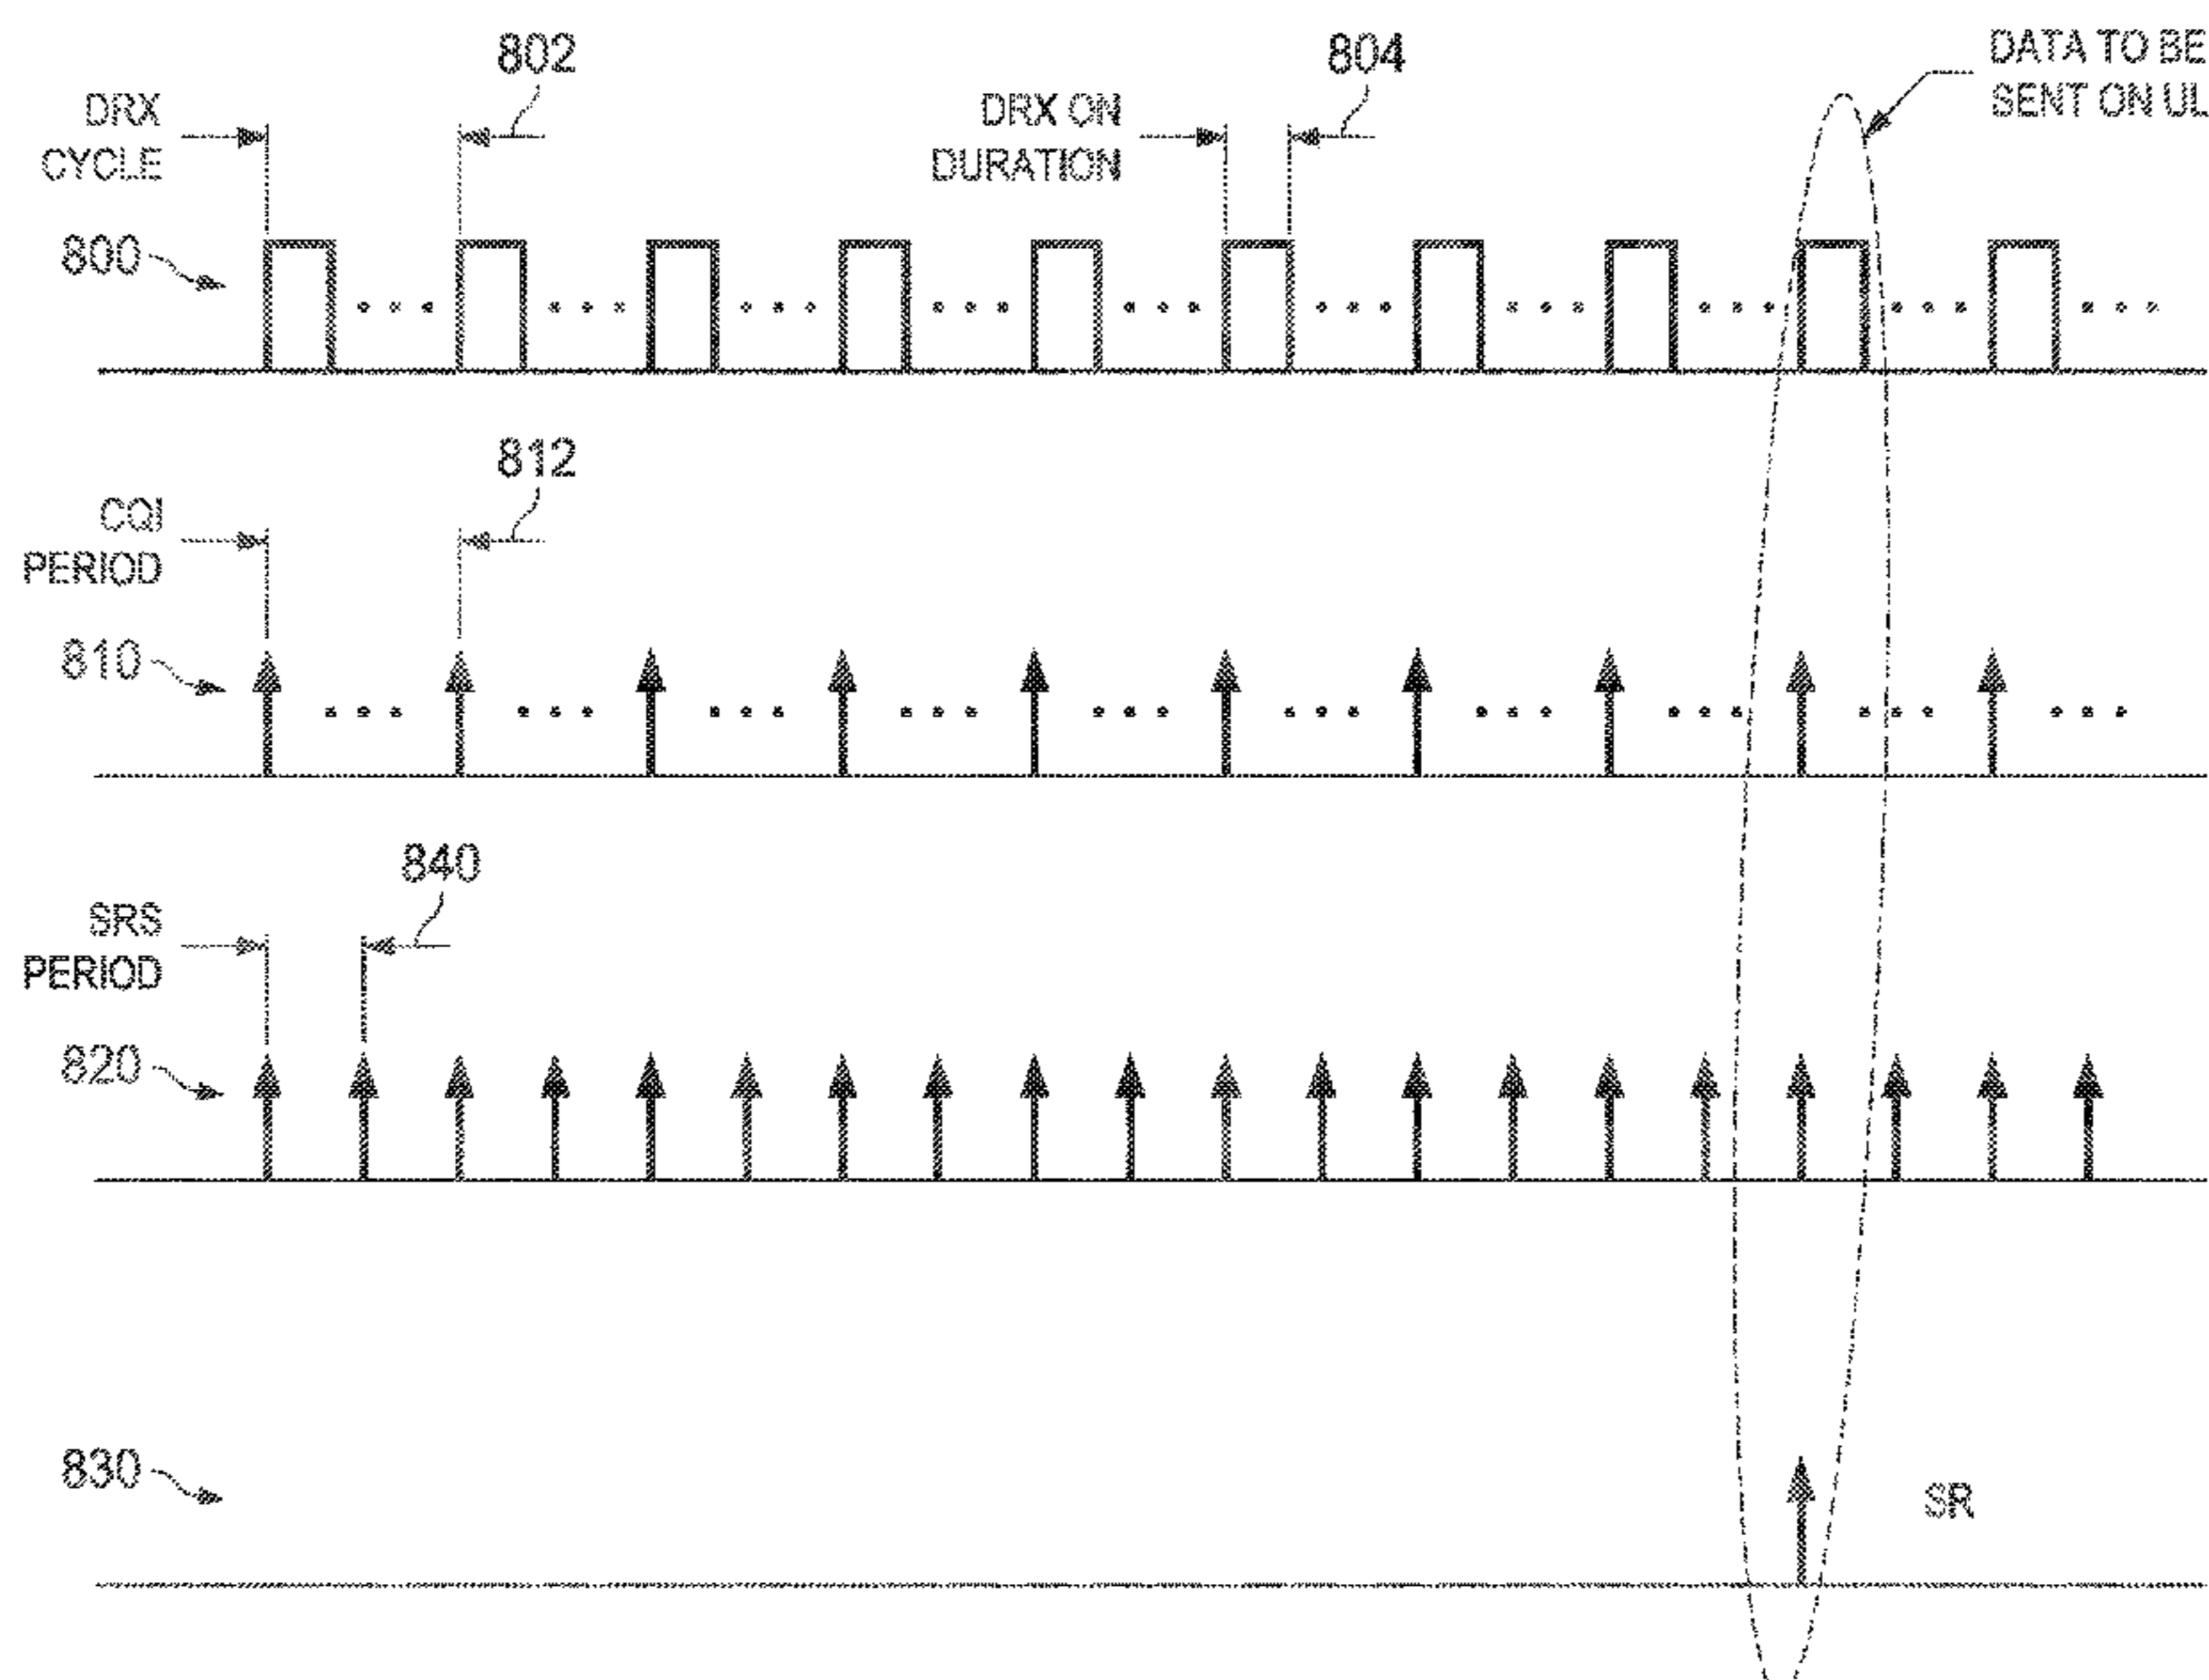 802
804
DATA TO BE
SENT ON UL
DRX
CYCLE
DRX ON
DURATION
800
812
CQI
PERIOD
810
840
SRS
PERIOD
820
830
SR